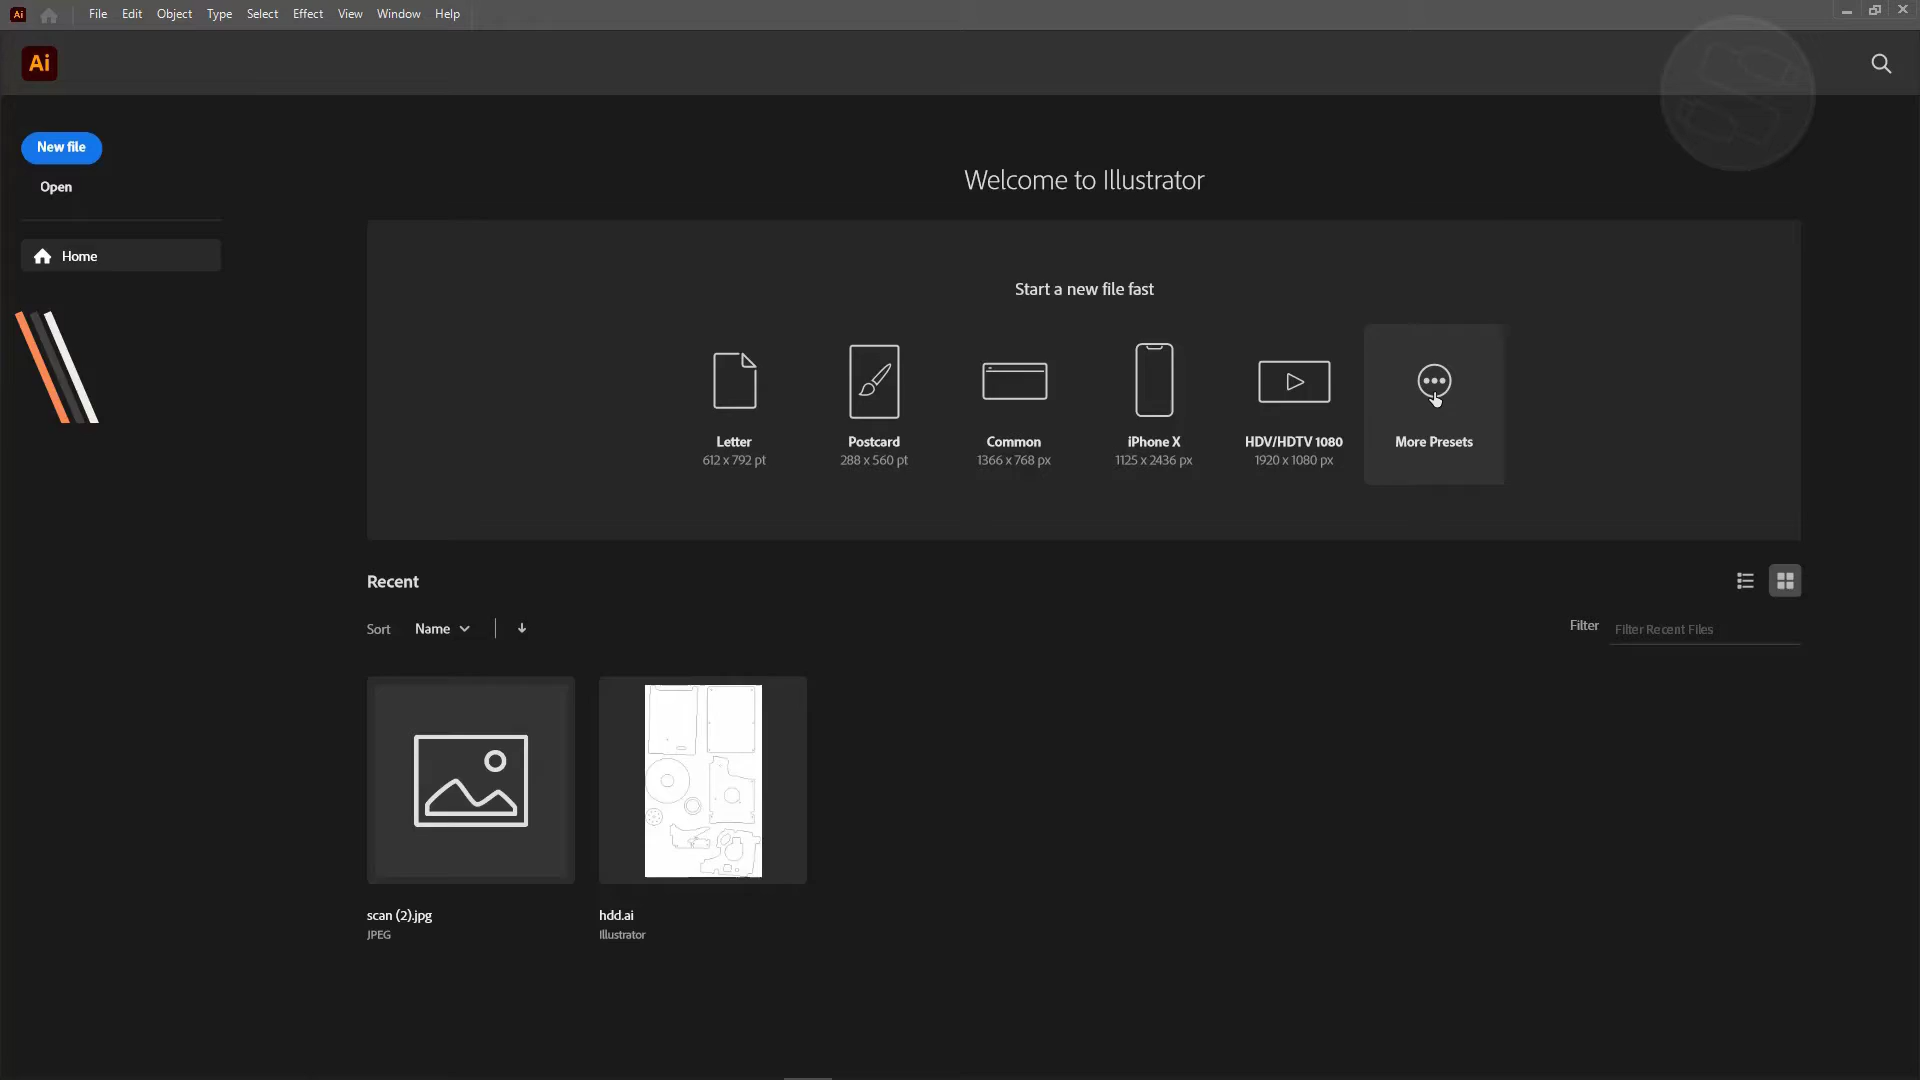 Ai File Edit Object Type Select Effect View Window Help
Ai
New file
Open
Home
Welcome to Illustrator
Start a new file fast
Letter
612 x 792 pt
Postcard
288 x 560 pt
Common
1366 x 768 px
iPhone X
1125 x 2436 px
HDV/HDTV 1080
1920 x 1080 px
More Presets
Recent
Sort Name
Filter Filter Recent Files
scan (2).jpg
JPEG
hdd.ai
Illustrator